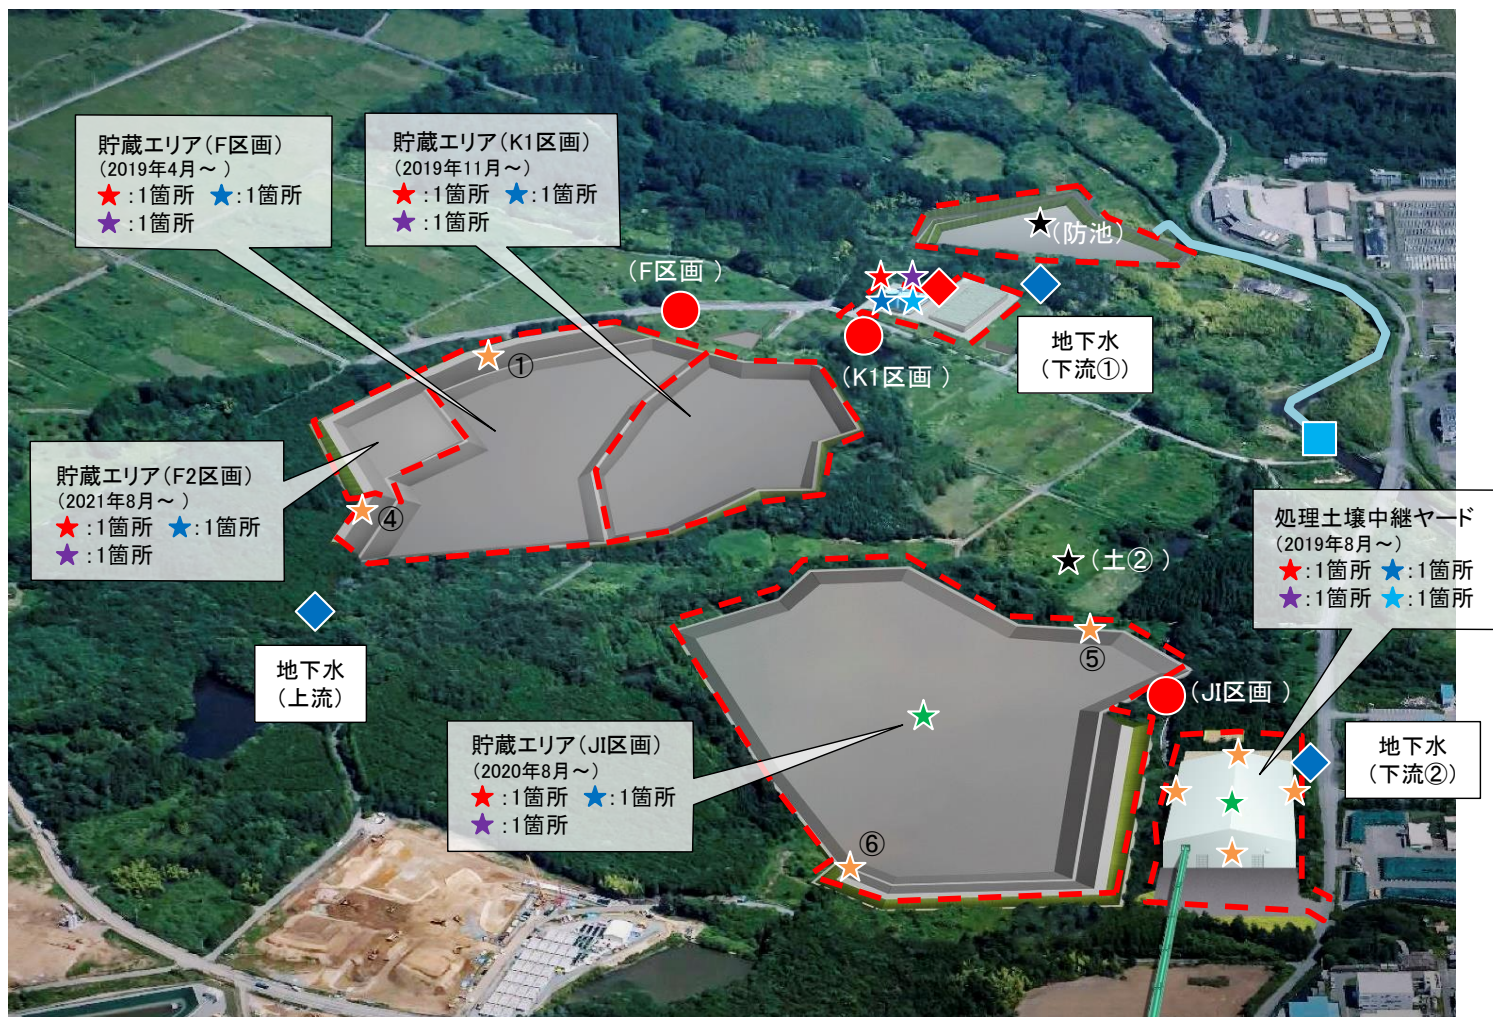 貯蔵エリア(F区画)
(2019年4月~ )
★:1箇所 ★:1箇所
★:1箇所
貯蔵エリア(K1区画)
(2019年11月~ )
★:1箇所 ★:1箇所
★:1箇所
(防池)
(F区画 )
(K1区画 )
地下水
(下流①)
①
貯蔵エリア(F2区画)
(2021年8月~ )
★:1箇所 ★:1箇所
★:1箇所
④
処理土壌中継ヤード
(2019年8月~)
★:1箇所 ★:1箇所
★:1箇所 ★:1箇所
(土②)
地下水
(上流)
⑤
(JI区画 )
貯蔵エリア(JI区画)
(2020年8月~)
★:1箇所 ★:1箇所
★:1箇所
地下水
(下流②)
⑥